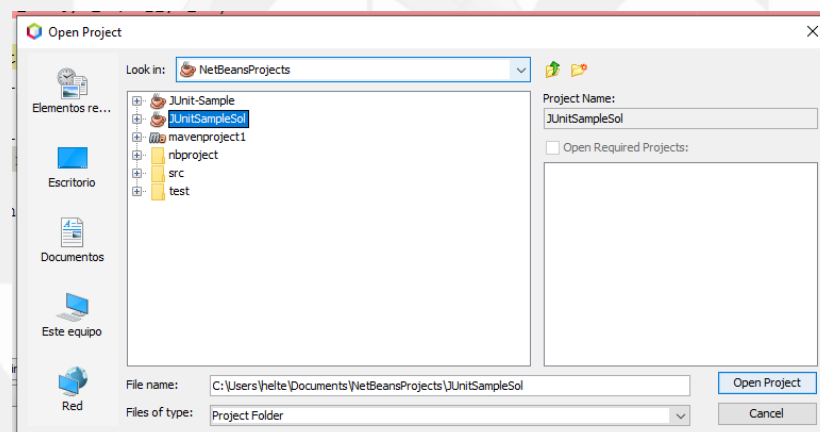 Open Project
Look in: NetBeansProjects
Elementos re...
Escritorio
Documentos
Este equipo
Red
JUnit-Sample
JUnitSampleSol
mavenproject1
nbproject
src
test
Project Name:
JUnitSampleSol
Open Required Projects:
File name: C:\Users\helte\Documents\NetBeansProjects\JUnitSampleSol
Open Project
Files of type: Project Folder
Cancel